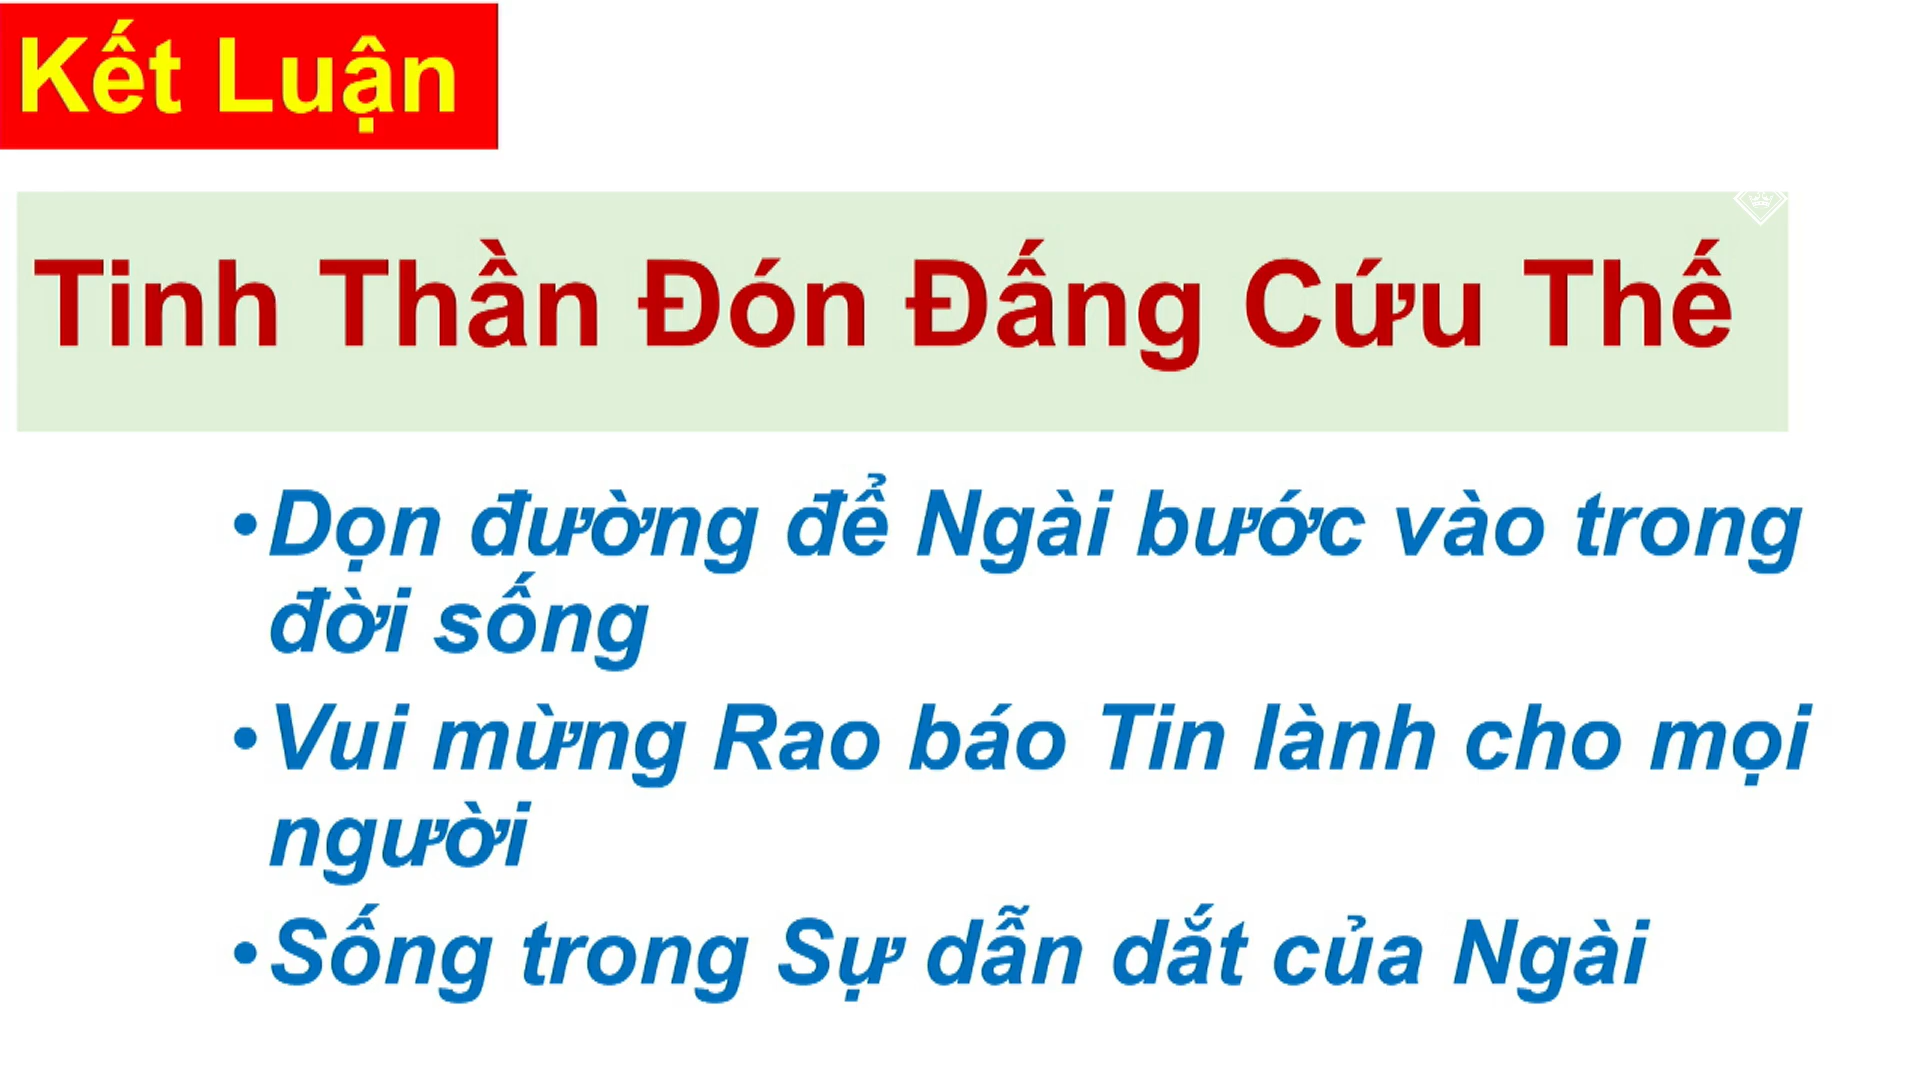 Kết Luận
Tinh Thần Đón Đấng Cứu Thế
•Dọn đường để Ngài bước vào trong
đời sống
•Vui mừng Rao báo Tin lành cho mọi
người
•Sống trong Sự dẫn dắt của Ngài